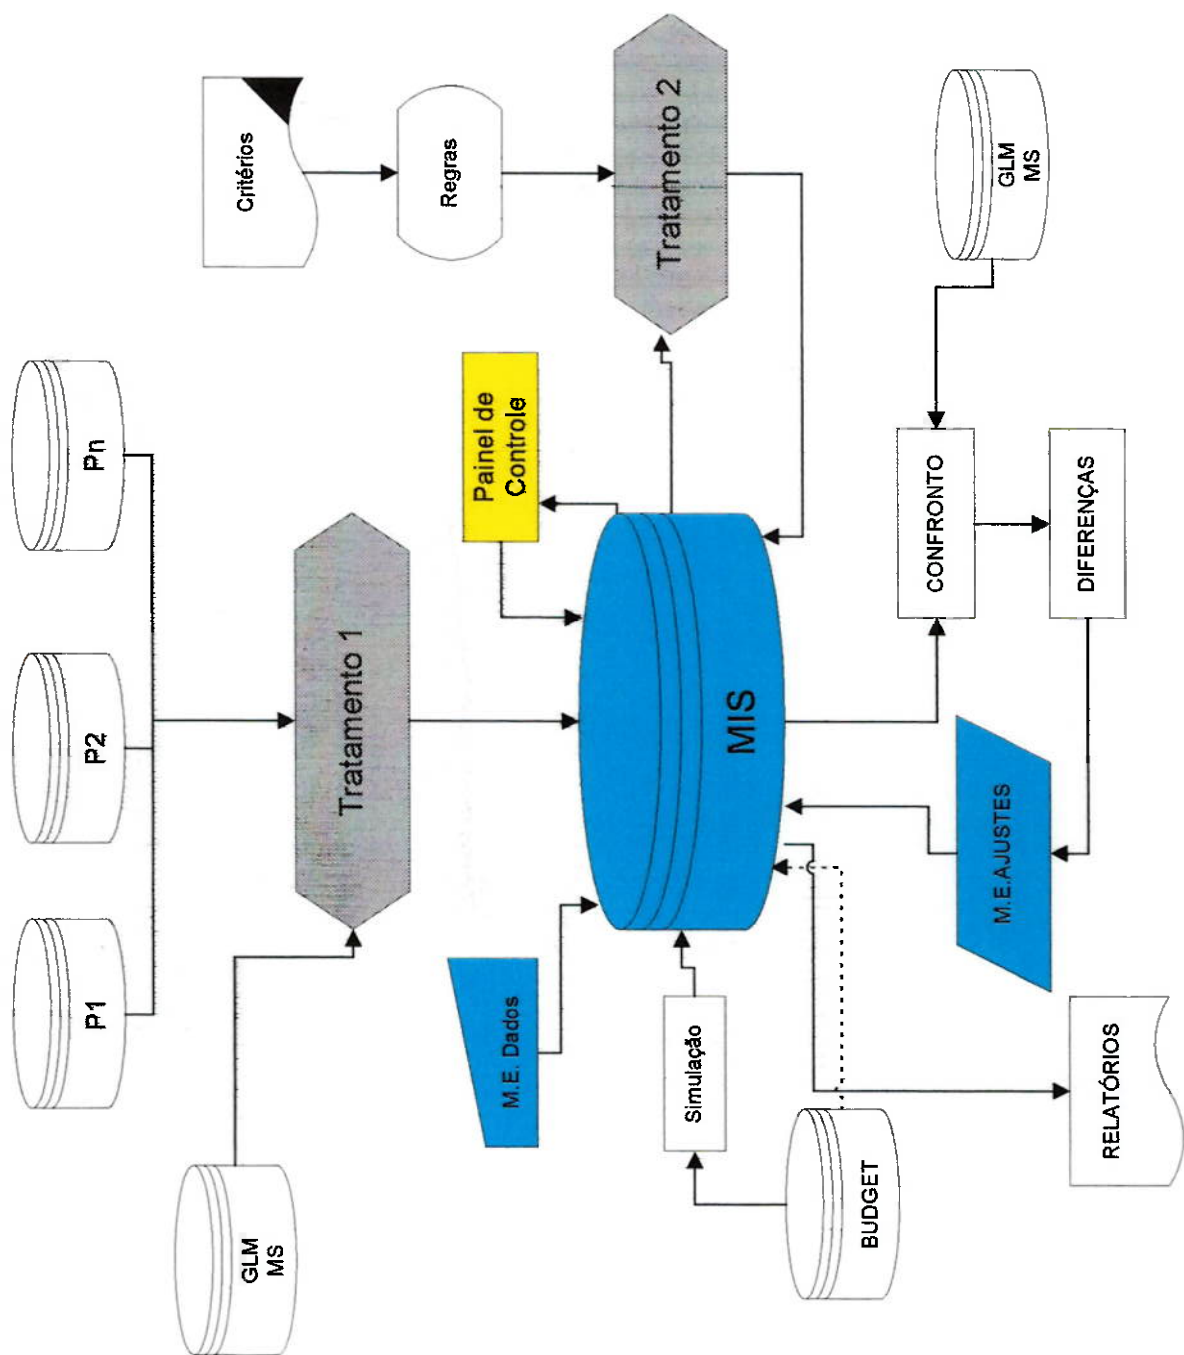 P1
P2
Pn
GLM
MS
Tratamento 1
Critérios
Regras
Tratamento 2
M.E. Dados
Painel de
Controle
Simulação
MIS
BUDGET
CONFRONTO
GLM
MS
M.E.AJUSTES
DIFERENÇAS
RELATÓRIOS